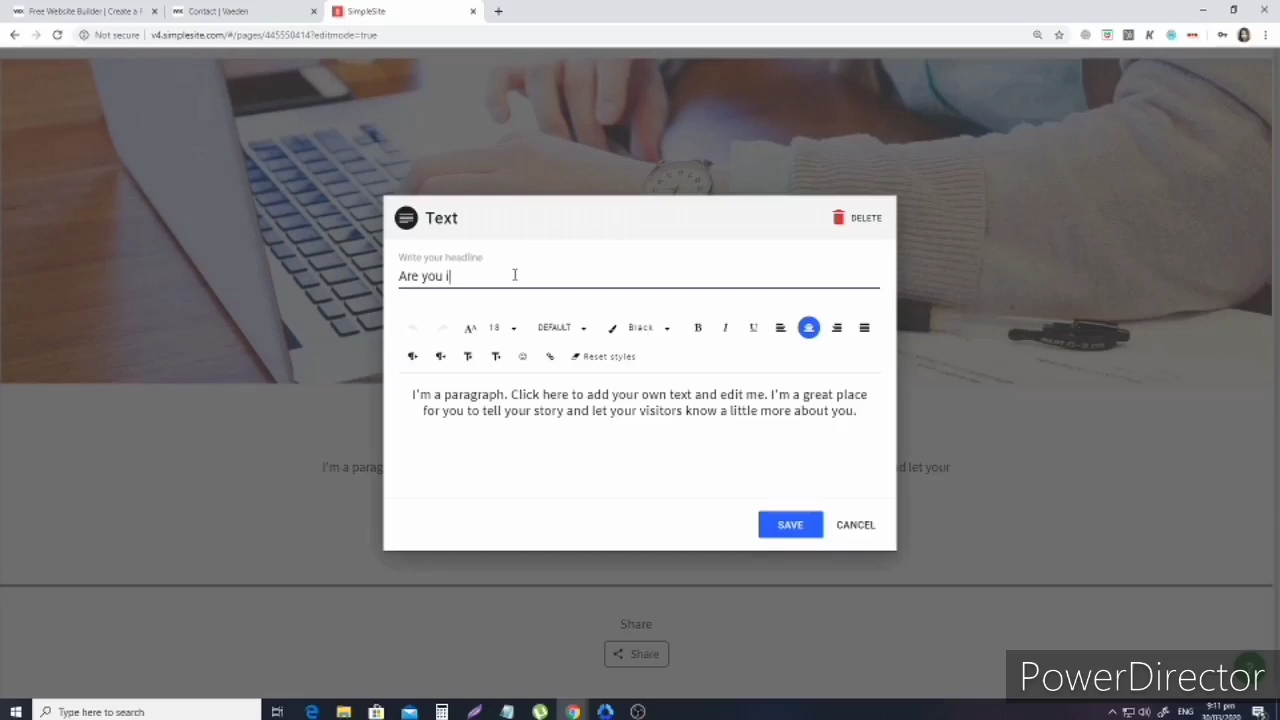 Free Website Builder | Create a F
Contact | Vaeden
SimpleSite
Not secure
v4.simplesite.com/#/pages/445550414?editmode=true
Text
DELETE
Write your headline
Are you i
18
DEFAULT
Black
B
I
U
Reset styles
I'm a paragraph. Click here to add your own text and edit me. I'm a great place
for you to tell your story and let your visitors know a little more about you.
I'm a parag
d let your
SAVE
CANCEL
Share
Share
PowerDirector
Type here to search
ENG
9:11 pm